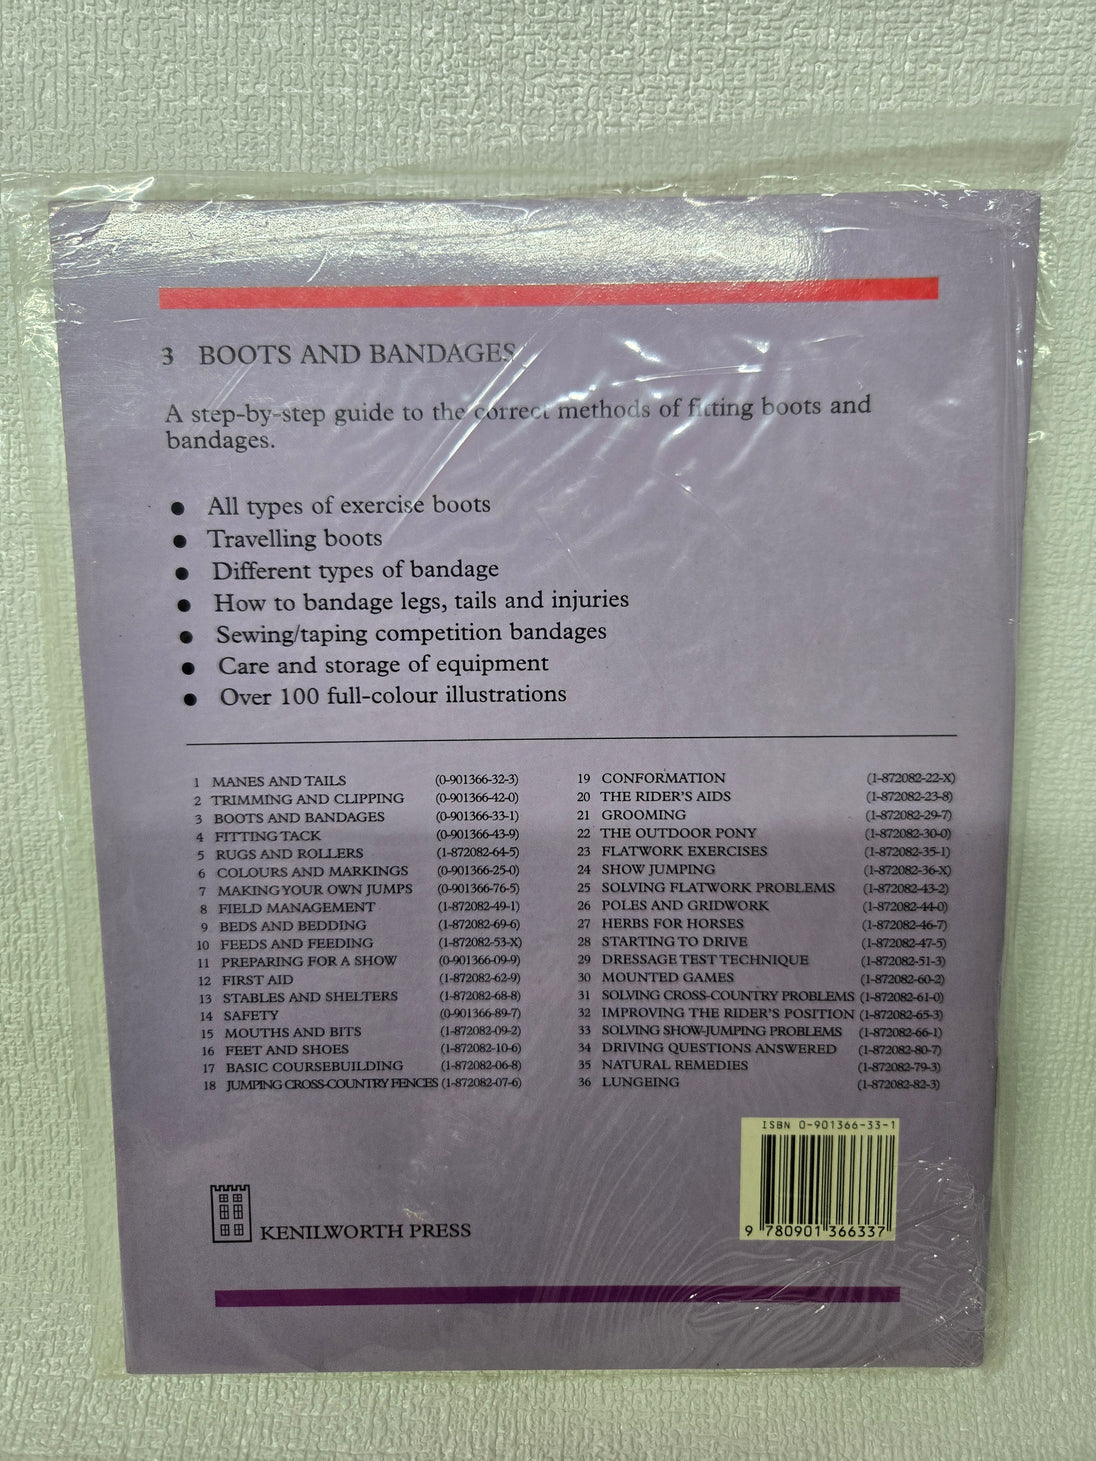 3 BOOTS AND BANDAGES
A step-by-step guide to the correct methods of fitting boots and
bandages.
● All types of exercise boots
● Travelling boots
● Different types of bandage
● How to bandage legs, tails and injuries
● Sewing/taping competition bandages
● Care and storage of equipment
● Over 100 full-colour illustrations
1 MANES AND TAILS (0-901366-32-3)
2 TRIMMING AND CLIPPING (0-901366-42-0)
3 BOOTS AND BANDAGES (0-901366-33-1)
4 FITTING TACK (0-901366-43-9)
5 RUGS AND ROLLERS (1-872082-64-5)
6 COLOURS AND MARKINGS (0-901366-25-0)
7 MAKING YOUR OWN JUMPS (0-901366-76-5)
8 FIELD MANAGEMENT (1-872082-49-1)
9 BEDS AND BEDDING (1-872082-69-6)
10 FEEDS AND FEEDING (1-872082-53-X)
11 PREPARING FOR A SHOW (0-901366-09-9)
12 FIRST AID (1-872082-62-9)
13 STABLES AND SHELTERS (1-872082-68-8)
14 SAFETY (0-901366-89-7)
15 MOUTHS AND BITS (1-872082-09-2)
16 FEET AND SHOES (1-872082-10-6)
17 BASIC COURSEBUILDING (1-872082-06-8)
18 JUMPING CROSS-COUNTRY FENCES (1-872082-07-6)
19 CONFORMATION (1-872082-22-X)
20 THE RIDER'S AIDS (1-872082-23-8)
21 GROOMING (1-872082-29-7)
22 THE OUTDOOR PONY (1-872082-30-0)
23 FLATWORK EXERCISES (1-872082-35-1)
24 SHOW JUMPING (1-872082-36-X)
25 SOLVING FLATWORK PROBLEMS (1-872082-43-2)
26 POLES AND GRIDWORK (1-872082-44-0)
27 HERBS FOR HORSES (1-872082-46-7)
28 STARTING TO DRIVE (1-872082-47-5)
29 DRESSAGE TEST TECHNIQUE (1-872082-51-3)
30 MOUNTED GAMES (1-872082-60-2)
31 SOLVING CROSS-COUNTRY PROBLEMS (1-872082-61-0)
32 IMPROVING THE RIDER'S POSITION (1-872082-65-3)
33 SOLVING SHOW-JUMPING PROBLEMS (1-872082-66-1)
34 DRIVING QUESTIONS ANSWERED (1-872082-80-7)
35 NATURAL REMEDIES (1-872082-79-3)
36 LUNGEING (1-872082-82-3)
ISBN 0-901366-33-1
9 780901 366337
KENILWORTH PRESS